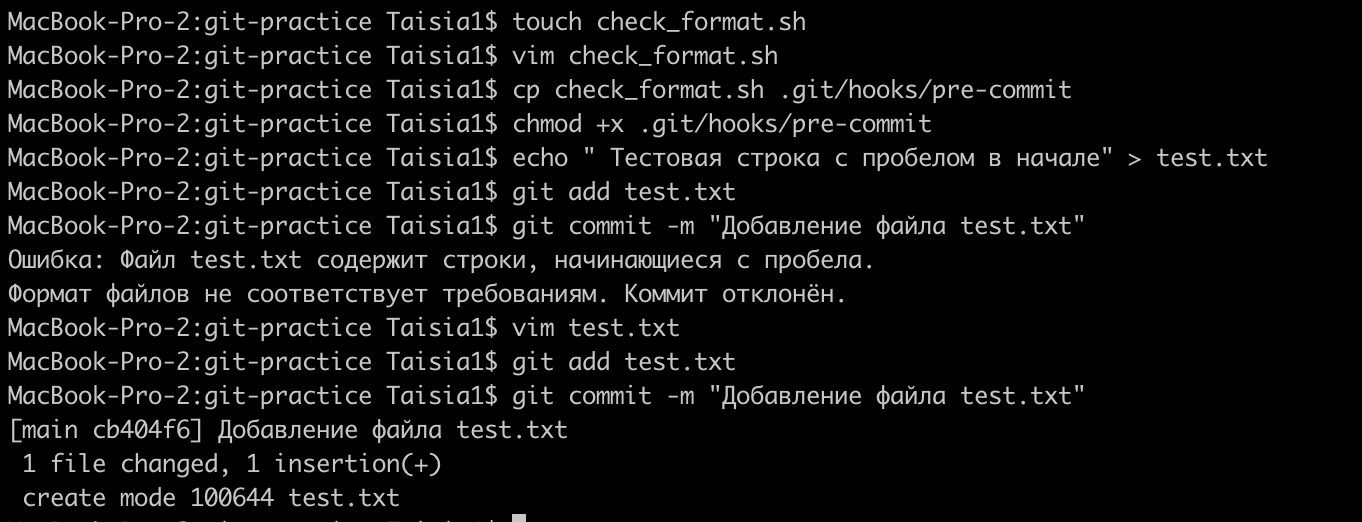 MacBook-Pro-2:git-practice Taisia1$ touch check_format.sh
MacBook-Pro-2:git-practice Taisia1$ vim check_format.sh
MacBook-Pro-2:git-practice Taisia1$ cp check_format.sh .git/hooks/pre-commit
MacBook-Pro-2:git-practice Taisia1$ chmod +x .git/hooks/pre-commit
MacBook-Pro-2:git-practice Taisia1$ echo " Тестовая строка с пробелом в начале" > test.txt
MacBook-Pro-2:git-practice Taisia1$ git add test.txt
MacBook-Pro-2:git-practice Taisia1$ git commit -m "Добавление файла test.txt"
Ошибка: Файл test.txt содержит строки, начинающиеся с пробела.
Формат файлов не соответствует требованиям. Коммит отклонён.
MacBook-Pro-2:git-practice Taisia1$ vim test.txt
MacBook-Pro-2:git-practice Taisia1$ git add test.txt
MacBook-Pro-2:git-practice Taisia1$ git commit -m "Добавление файла test.txt"
[main cb404f6] Добавление файла test.txt
 1 file changed, 1 insertion(+)
 create mode 100644 test.txt
MacBook-Pro-2:git-practice Taisia1$